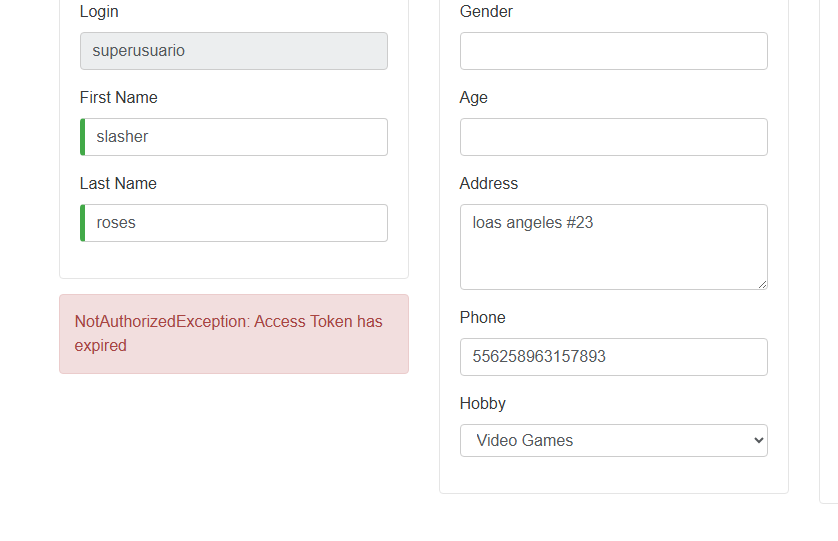 Login
superusuario
First Name
slasher
Last Name
roses
NotAuthorizedException: Access Token has
expired
Gender
Age
Address
loas angeles #23
Phone
556258963157893
Hobby
Video Games